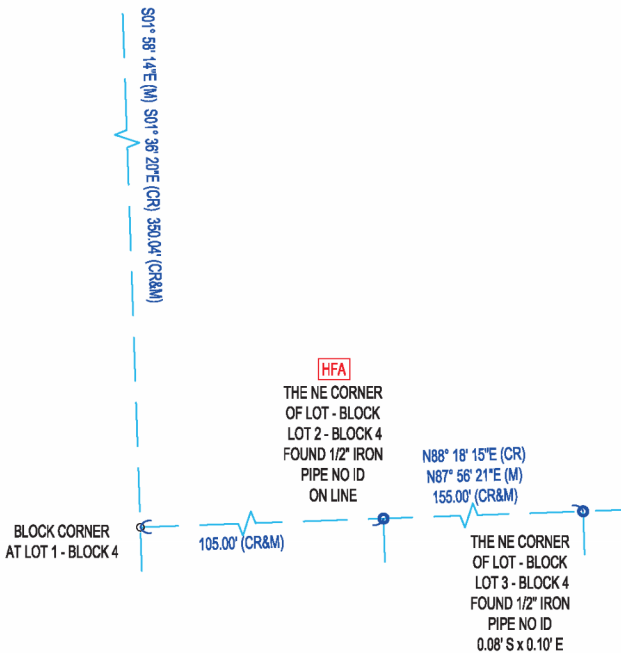 S01° 58' 14"E (M) S01° 36' 20"E (CR) 350.04' (CR&M)
HFA
THE NE CORNER
OF LOT - BLOCK
LOT 2 - BLOCK 4
FOUND 1/2" IRON
PIPE NO ID
ON LINE
N88° 18' 15"E (CR)
N87° 56' 21"E (M)
155.00' (CR&M)
BLOCK CORNER
AT LOT 1 - BLOCK 4
105.00' (CR&M)
THE NE CORNER
OF LOT - BLOCK
LOT 3 - BLOCK 4
FOUND 1/2" IRON
PIPE NO ID
0.08' S x 0.10' E